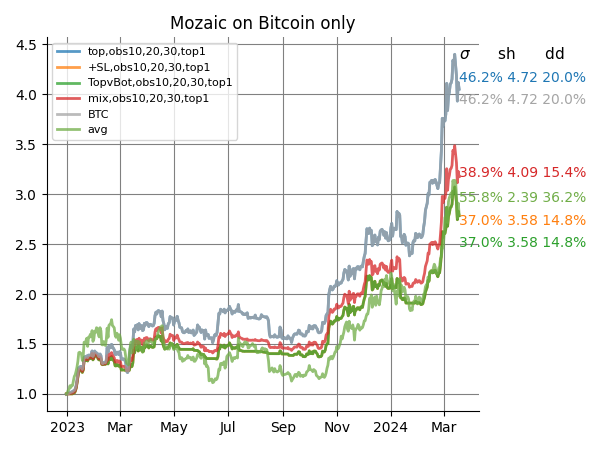 Mozaic on Bitcoin only
4.5
4.0
3.5
3.0
2.5
2.0
1.5
1.0
top,obs10,20,30,top1
+SL,obs10,20,30,top1
TopvBot,obs10,20,30,top1
mix,obs10,20,30,top1
BTC
avg
σ sh dd
46.2% 4.72 20.0%
46.2% 4.72 20.0%
38.9% 4.09 15.4%
55.8% 2.39 36.2%
37.0% 3.58 14.8%
37.0% 3.58 14.8%
2023 Mar May Jul Sep Nov 2024 Mar